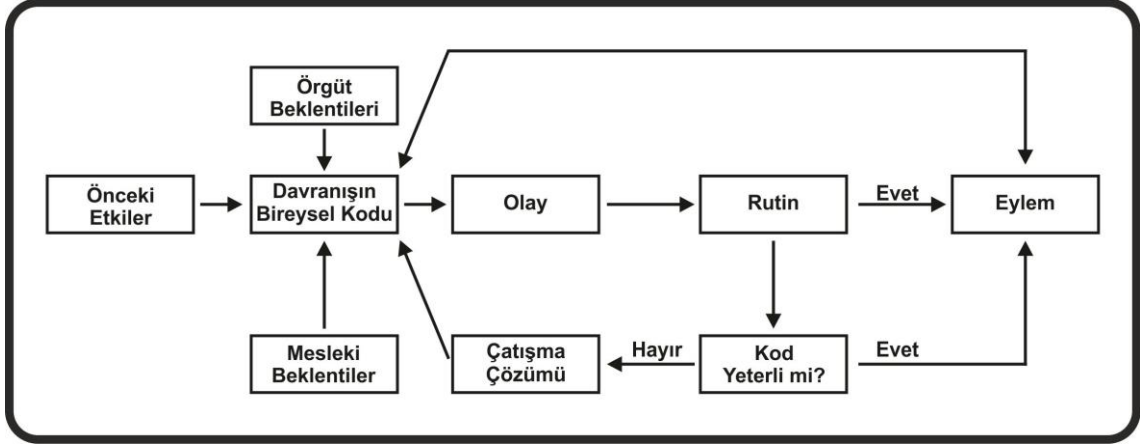 Örgüt
Beklentileri
Önceki
Etkiler
Davranışın
Bireysel Kodu
Olay
Rutin
Evet
Eylem
Mesleki
Beklentiler
Çatışma
Çözümü
Hayır
Kod
Yeterli mi?
Evet